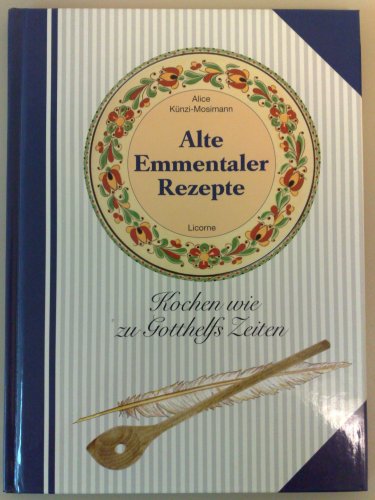 Alice
Künzi-Mosimann
Alte
Emmentaler
Rezepte
Licorne
Kochen wie
zu Gotthelfs Zeiten